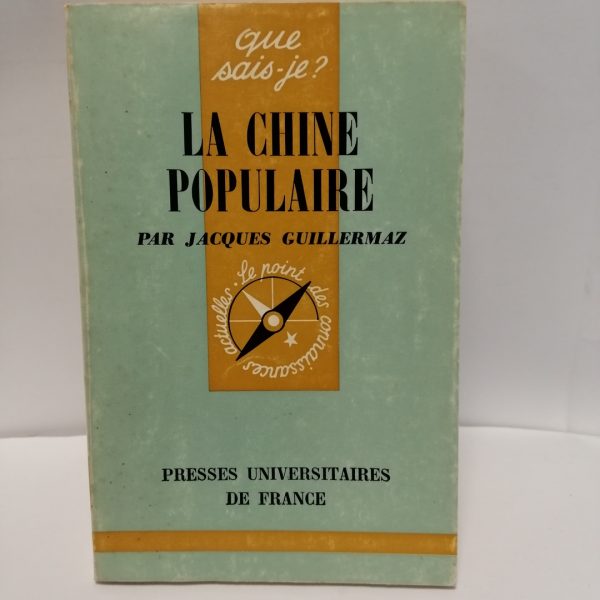 que
sais-je?
LA CHINE
POPULAIRE
PAR JACQUES GUILLERMAZ
Le point des connaissances actuelles.
PRESSES UNIVERSITAIRES
DE FRANCE